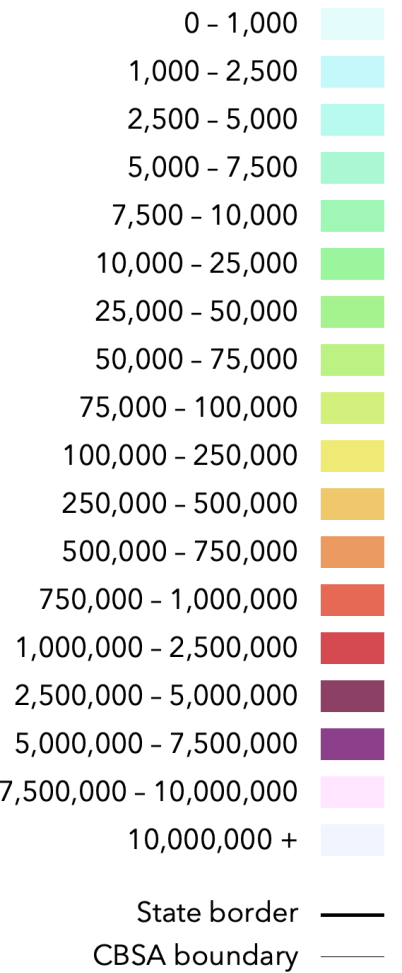 0 – 1,000
1,000 – 2,500
2,500 – 5,000
5,000 – 7,500
7,500 – 10,000
10,000 – 25,000
25,000 – 50,000
50,000 – 75,000
75,000 – 100,000
100,000 – 250,000
250,000 – 500,000
500,000 – 750,000
750,000 – 1,000,000
1,000,000 – 2,500,000
2,500,000 – 5,000,000
5,000,000 – 7,500,000
7,500,000 – 10,000,000
10,000,000 +
State border
CBSA boundary